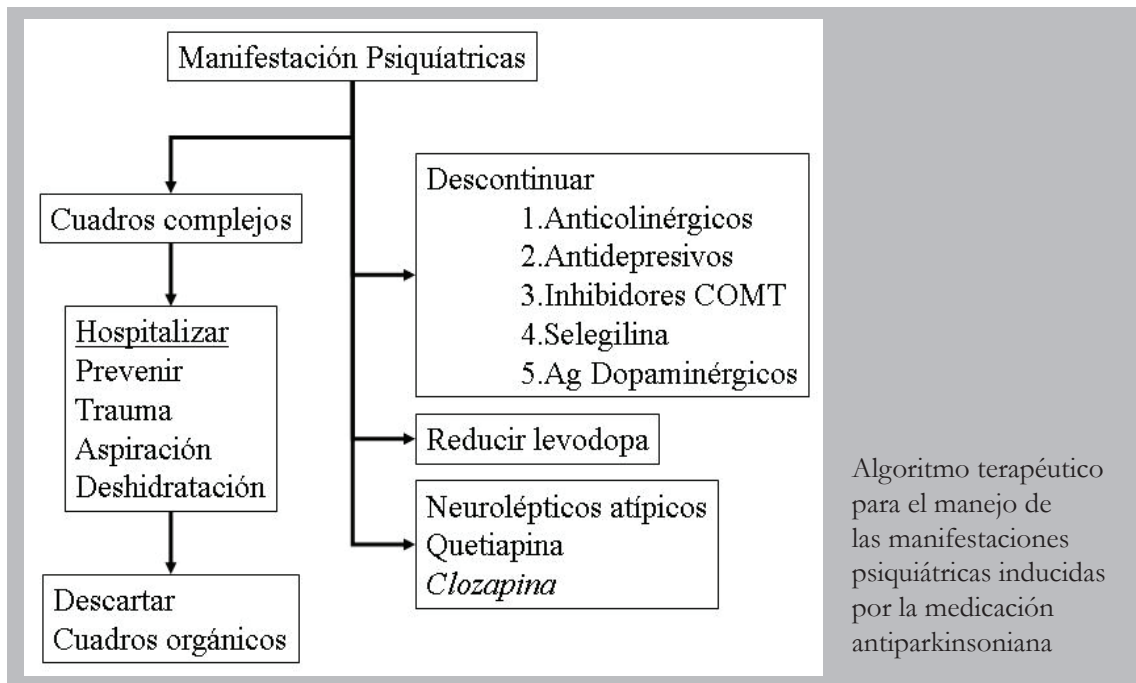 Manifestación Psiquíatricas
Cuadros complejos
Hospitalizar
Prevenir
Trauma
Aspiración
Deshidratación
Descartar
Cuadros orgánicos
Descontinuar
1.Anticolinérgicos
2.Antidepresivos
3.Inhibidores COMT
4.Selegilina
5.Ag Dopaminérgicos
Reducir levodopa
Neurolépticos atípicos
Quetiapina
Clozapina
Algoritmo terapéutico
para el manejo de
las manifestaciones
psiquiátricas inducidas
por la medicación
antiparkinsoniana